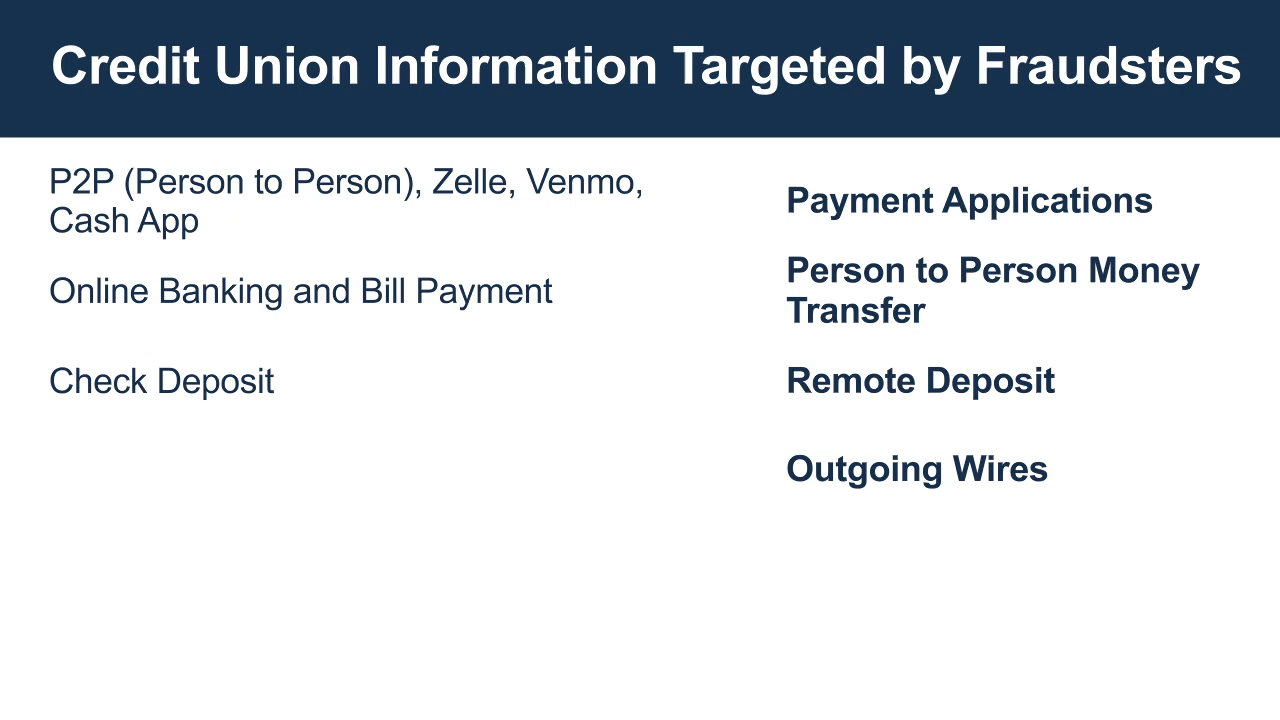 Credit Union Information Targeted by Fraudsters
P2P (Person to Person), Zelle, Venmo,
Cash App
Online Banking and Bill Payment
Check Deposit
Payment Applications
Person to Person Money
Transfer
Remote Deposit
Outgoing Wires